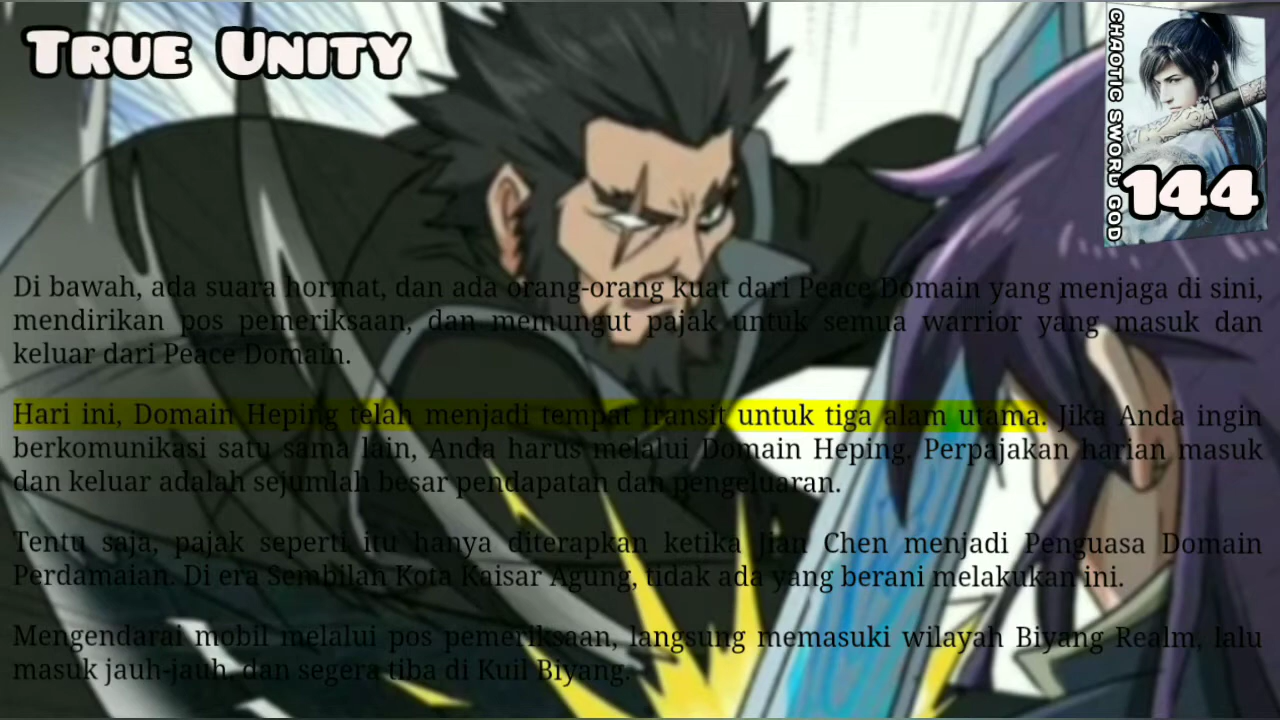 TRUE UNITY
CHAOTIC SWORD GOD
144
Di bawah, ada suara hormat, dan ada orang-orang kuat dari Peace Domain yang menjaga di sini,
mendirikan pos pemeriksaan, dan memungut pajak untuk semua warrior yang masuk dan
keluar dari Peace Domain.
Hari ini, Domain Heping telah menjadi tempat transit untuk tiga alam utama. Jika Anda ingin
berkomunikasi satu sama lain, Anda harus melalui Domain Heping. Perpajakan harian masuk
dan keluar adalah sejumlah besar pendapatan dan pengeluaran.
Tentu saja, pajak seperti itu hanya diterapkan ketika Jian Chen menjadi Penguasa Domain
Perdamaian. Di era Sembilan Kota Kaisar Agung, tidak ada yang berani melakukan ini.
Mengendarai mobil melalui pos pemeriksaan, langsung memasuki wilayah Biyang Realm, lalu
masuk jauh-jauh, dan segera tiba di Kuil Biyang.